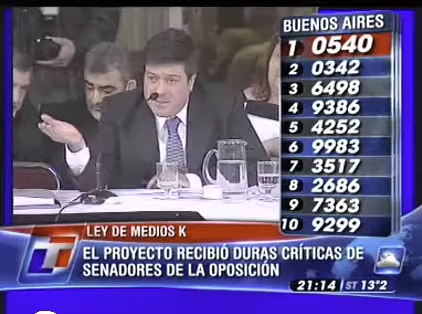 BUENOS AIRES
1 0540
2 0342
3 6498
4 9386
5 4252
6 9983
7 3517
8 2686
9 7363
10 9299
LEY DE MEDIOS K
EL PROYECTO RECIBIÓ DURAS CRÍTICAS DE
SENADORES DE LA OPOSICIÓN
21:14 ST 13°2